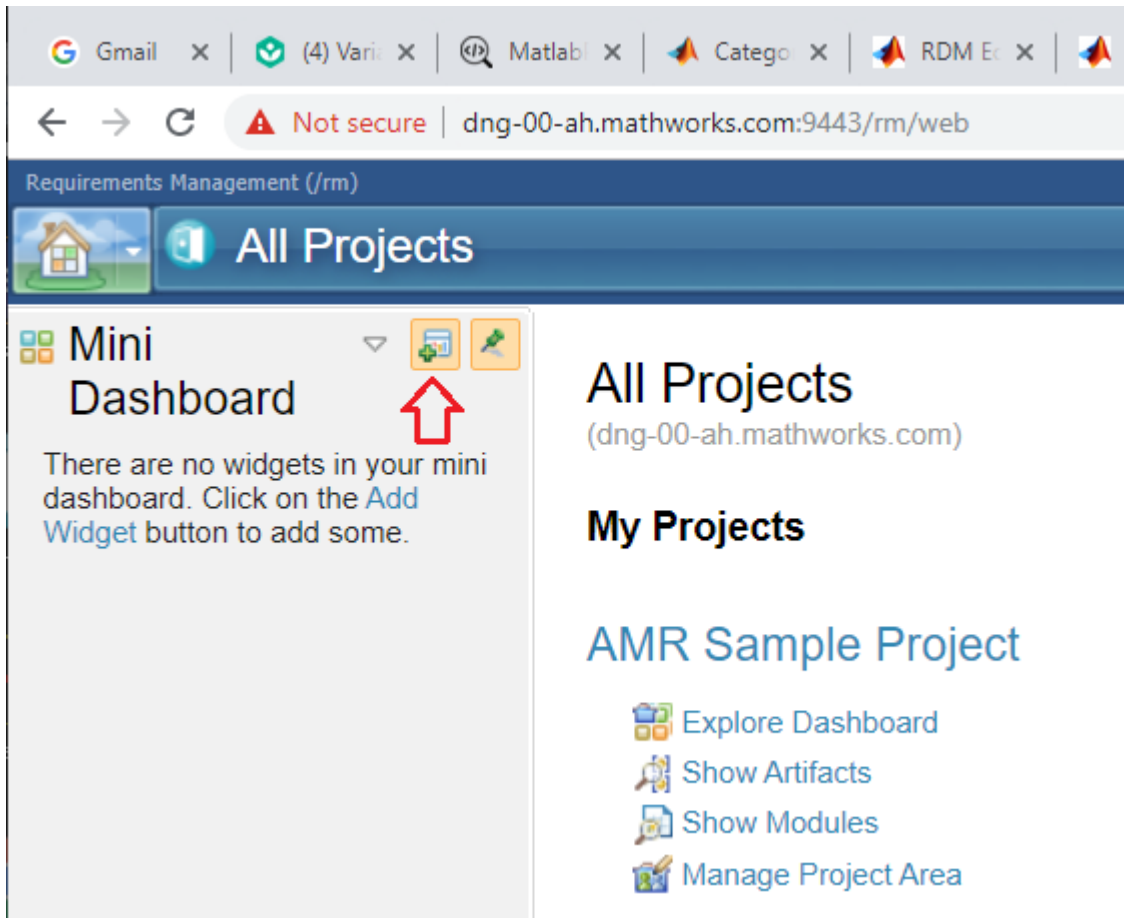 Gmail (4) Vari Matlab Catego RDM Ec
Not secure | dng-00-ah.mathworks.com:9443/rm/web
Requirements Management (/rm)
All Projects
Mini
Dashboard
There are no widgets in your mini
dashboard. Click on the Add
Widget button to add some.
All Projects
(dng-00-ah.mathworks.com)
My Projects
AMR Sample Project
Explore Dashboard
Show Artifacts
Show Modules
Manage Project Area